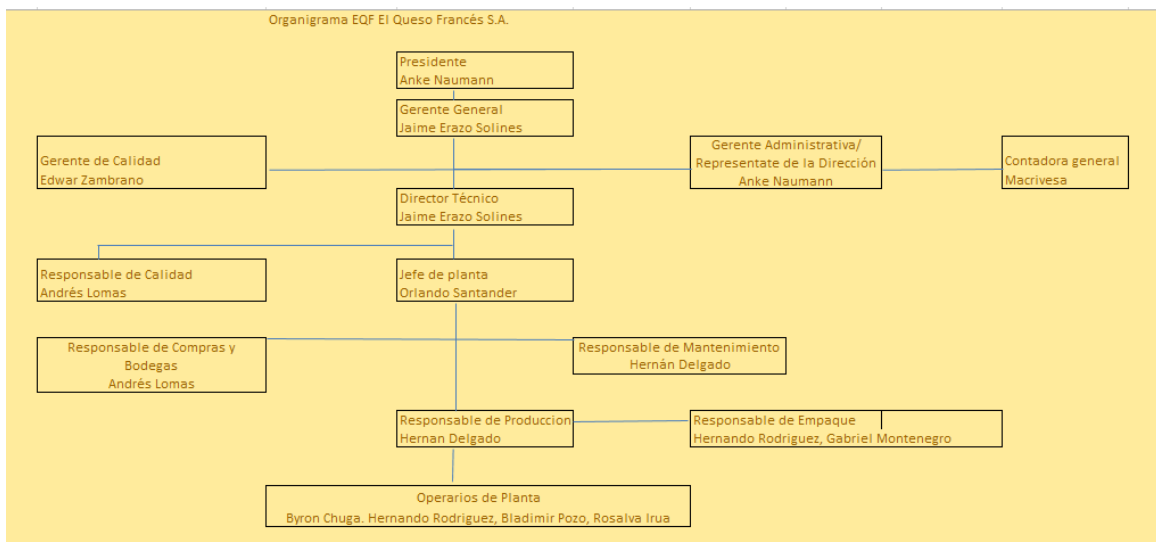 Organigrama EQF El Queso Francés S.A.
Presidente
Anke Naumann
Gerente General
Jaime Erazo Solines
Gerente de Calidad
Edwar Zambrano
Gerente Administrativa/
Represente de la Dirección
Anke Naumann
Contadora general
Macrivesa
Director Técnico
Jaime Erazo Solines
Responsable de Calidad
Andrés Lomas
Jefe de planta
Orlando Santander
Responsable de Compras y
Bodegas
Andrés Lomas
Responsable de Mantenimiento
Hernán Delgado
Responsable de Produccion
Hernan Delgado
Responsable de Empaque
Hernando Rodriguez, Gabriel Montenegro
Operarios de Planta
Byron Chuga. Hernando Rodriguez, Bladimir Pozo, Rosalva Irua